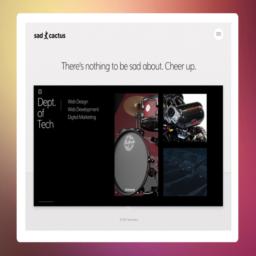 sad cactus
There's nothing to be sad about. Cheer up.
Dept.
of
Tech
Web Design
Web Development
Digital Marketing